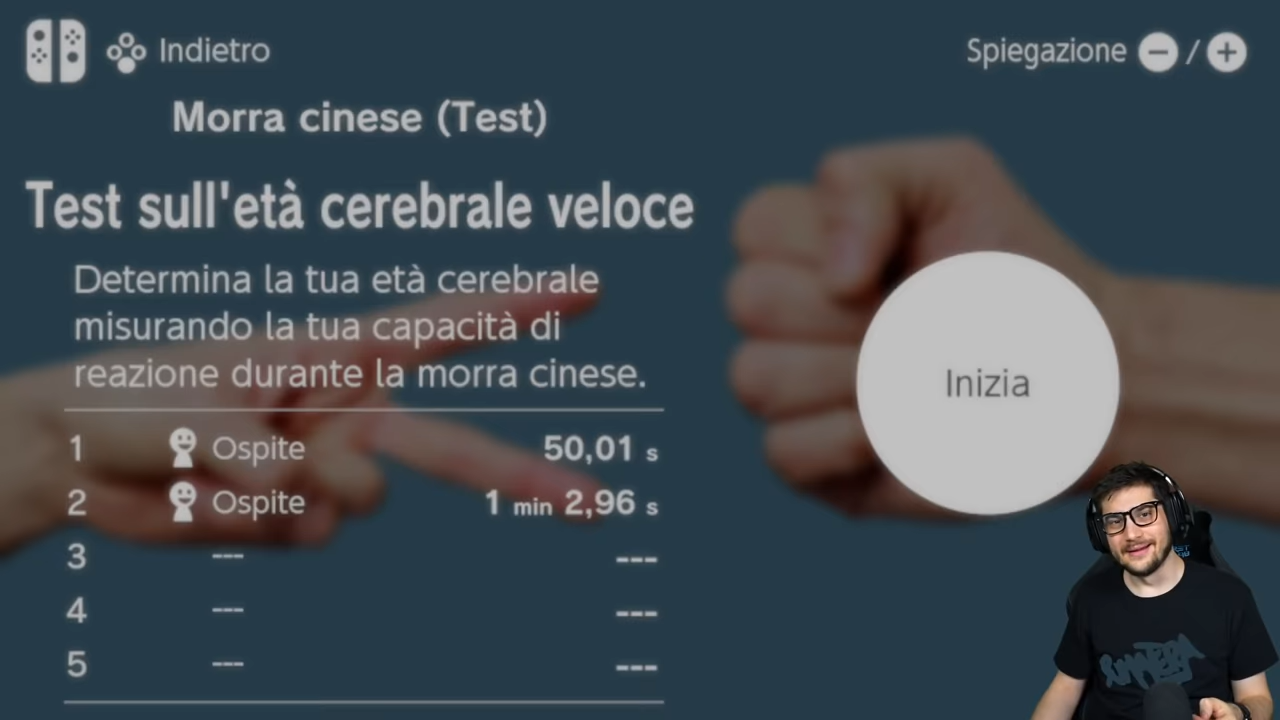 Indietro
Spiegazione − / +
Morra cinese (Test)
Test sull'età cerebrale veloce
Determina la tua età cerebrale
misurando la tua capacità di
reazione durante la morra cinese.
1 Ospite 50,01 s
2 Ospite 1 min 2,96 s
3 --- ---
4 --- ---
5 --- ---
Inizia